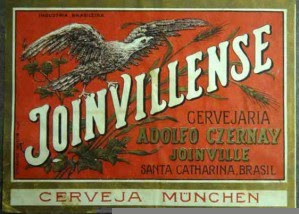 INDUSTRIA BRASILEIRA
JOINVILLENSE
CERVEJARIA
ADOLFO CZERNAY
JOINVILLE
SANTA CATHARINA, BRASIL
CERVEJA MÜNCHEN